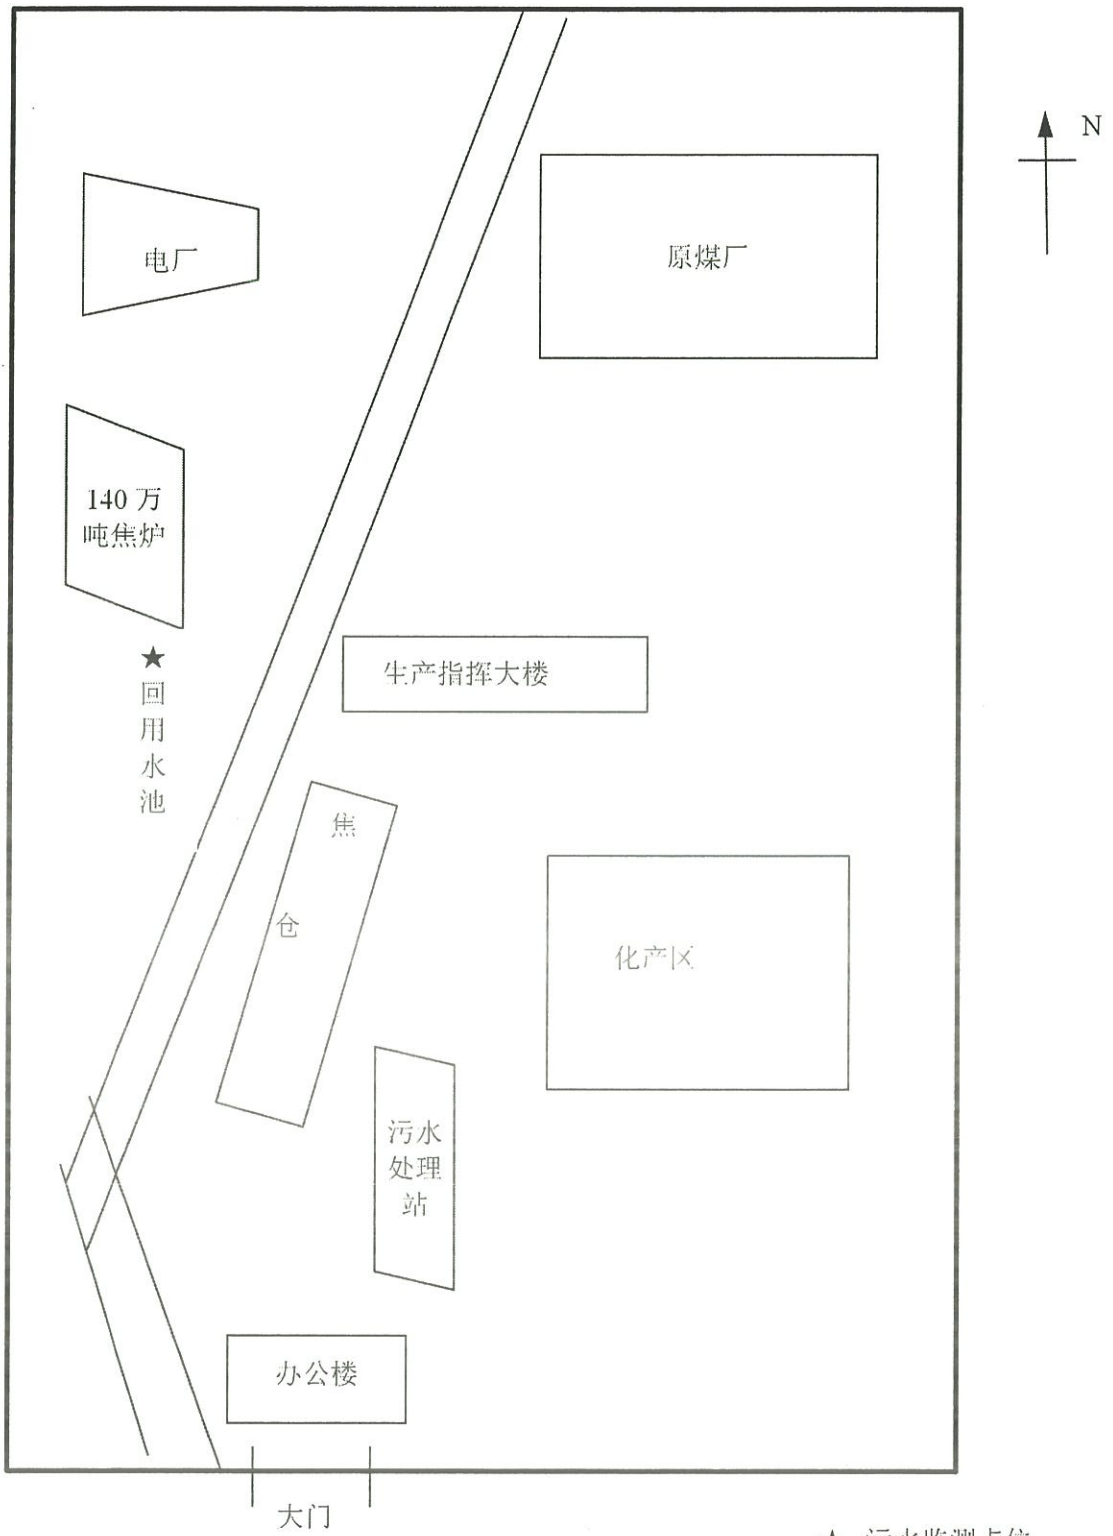 N
电厂
原煤厂
140 万
吨焦炉
生产指挥大楼
★
回
用
水
池
焦
仓
化产区
污水
处理
站
办公楼
大门